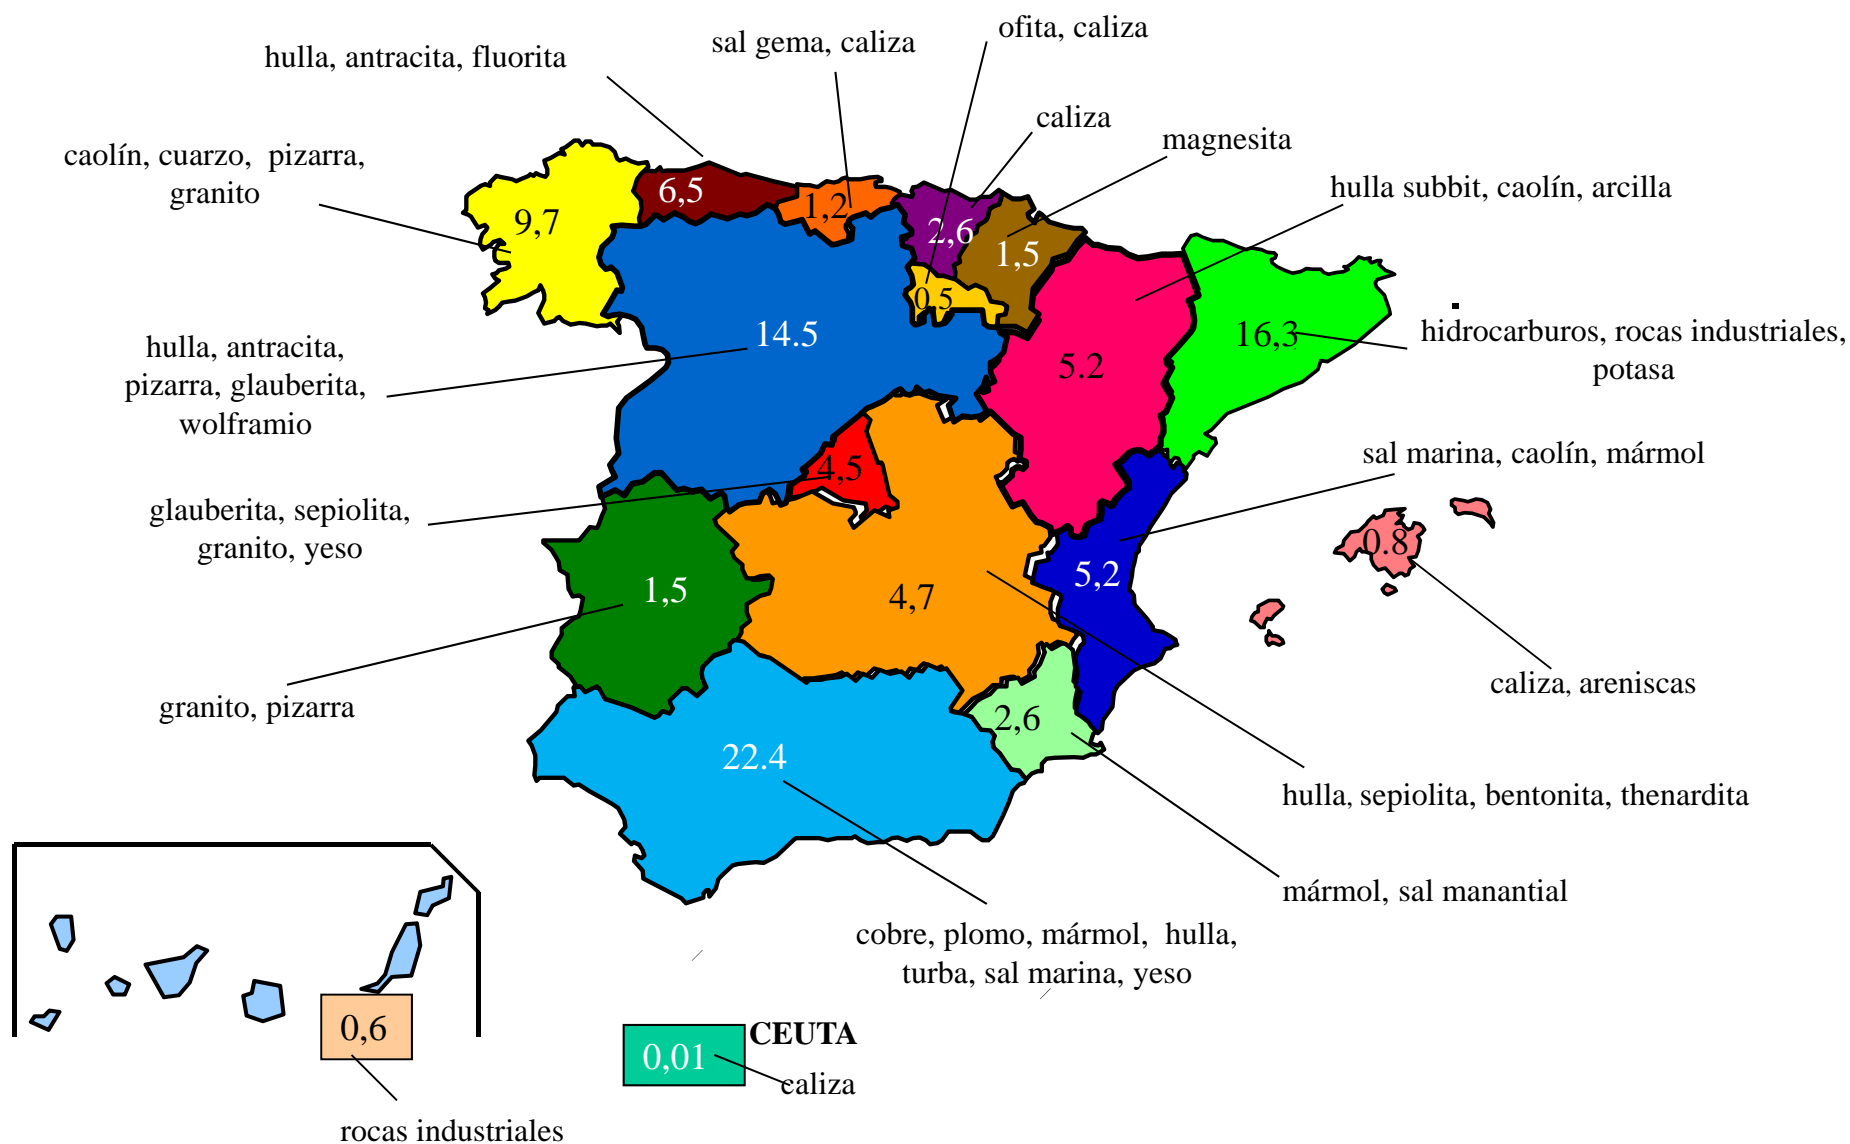 ofita, caliza
sal gema, caliza
hulla, antracita, fluorita
caliza
magnesita
caolín, cuarzo,  pizarra,
granito
hulla subbit, caolín, arcilla
6,5
1,2
9,7
2,6
1,5
0,5
14.5
16,3
hidrocarburos, rocas industriales,
potasa
5.2
hulla, antracita,
pizarra, glauberita,
wolframio
sal marina, caolín, mármol
4,5
glauberita, sepiolita,
granito, yeso
0.8
5,2
1,5
4,7
caliza, areniscas
granito, pizarra
2,6
22.4
hulla, sepiolita, bentonita, thenardita
mármol, sal manantial
cobre, plomo, mármol,  hulla,
turba, sal marina, yeso
0,6
CEUTA
0,01
caliza
rocas industriales